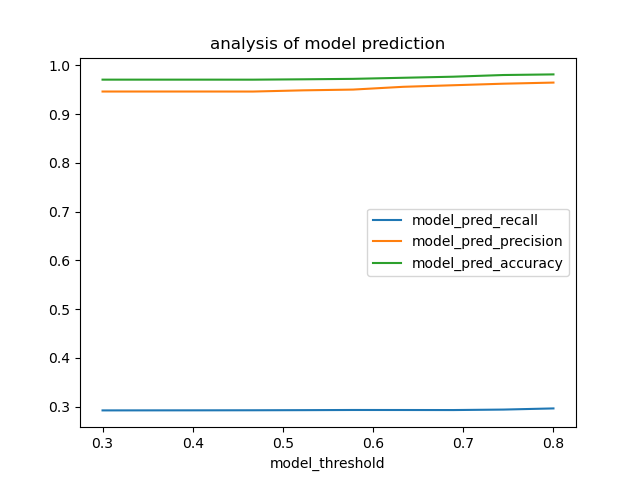 analysis of model prediction
1.0
0.9
0.8
0.7
0.6
0.5
0.4
0.3
model_pred_recall
model_pred_precision
model_pred_accuracy
0.3 0.4 0.5 0.6 0.7 0.8
model_threshold